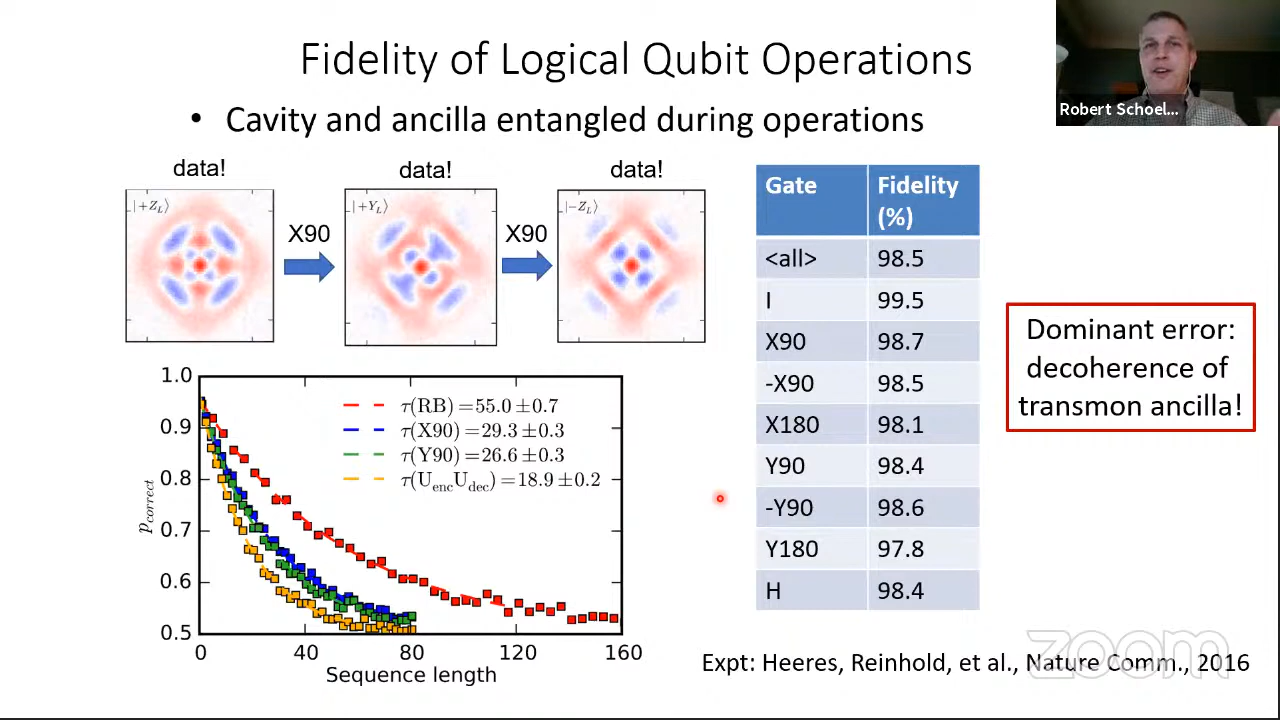 Fidelity of Logical Qubit Operations
Robert Schoel...
• Cavity and ancilla entangled during operations
data!
data!
data!
|+Z_L⟩
X90
|+Y_L⟩
X90
|−Z_L⟩
Gate Fidelity (%)
<all> 98.5
I 99.5
X90 98.7
-X90 98.5
X180 98.1
Y90 98.4
-Y90 98.6
Y180 97.8
H 98.4
Dominant error:
decoherence of
transmon ancilla!
1.0
0.9
0.8
0.7
0.6
0.5
p_correct
τ(RB) =55.0 ±0.7
τ(X90) =29.3 ±0.3
τ(Y90) =26.6 ±0.3
τ(U_enc U_dec) =18.9 ±0.2
0 40 80 120 160
Sequence length
Expt: Heeres, Reinhold, et al., Nature Comm., 2016
zoom